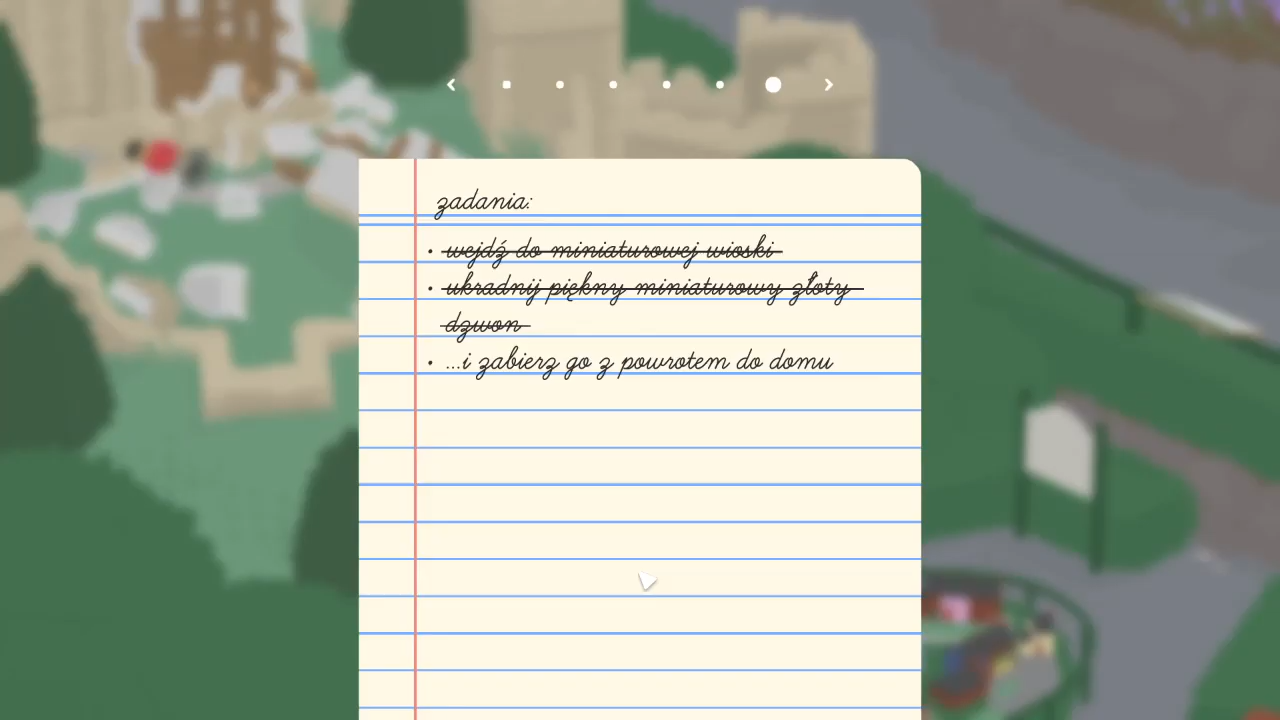 zadania:
• wejdź do miniaturowej wioski
• ukradnij piękny miniaturowy złoty
dzwon
• ...i zabierz go z powrotem do domu